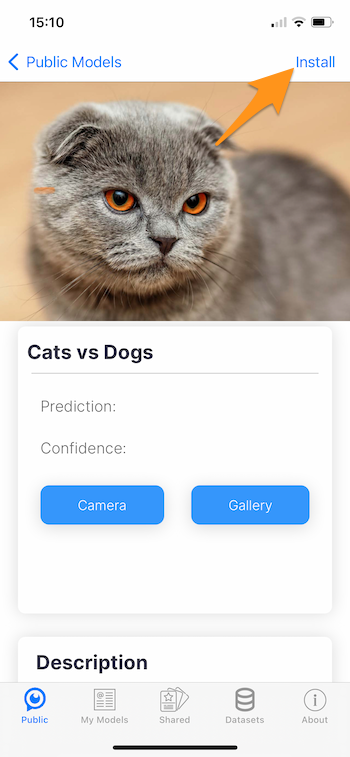 15:10
Public Models
Install
Cats vs Dogs
Prediction:
Confidence:
Camera
Gallery
Description
Public
My Models
Shared
Datasets
About